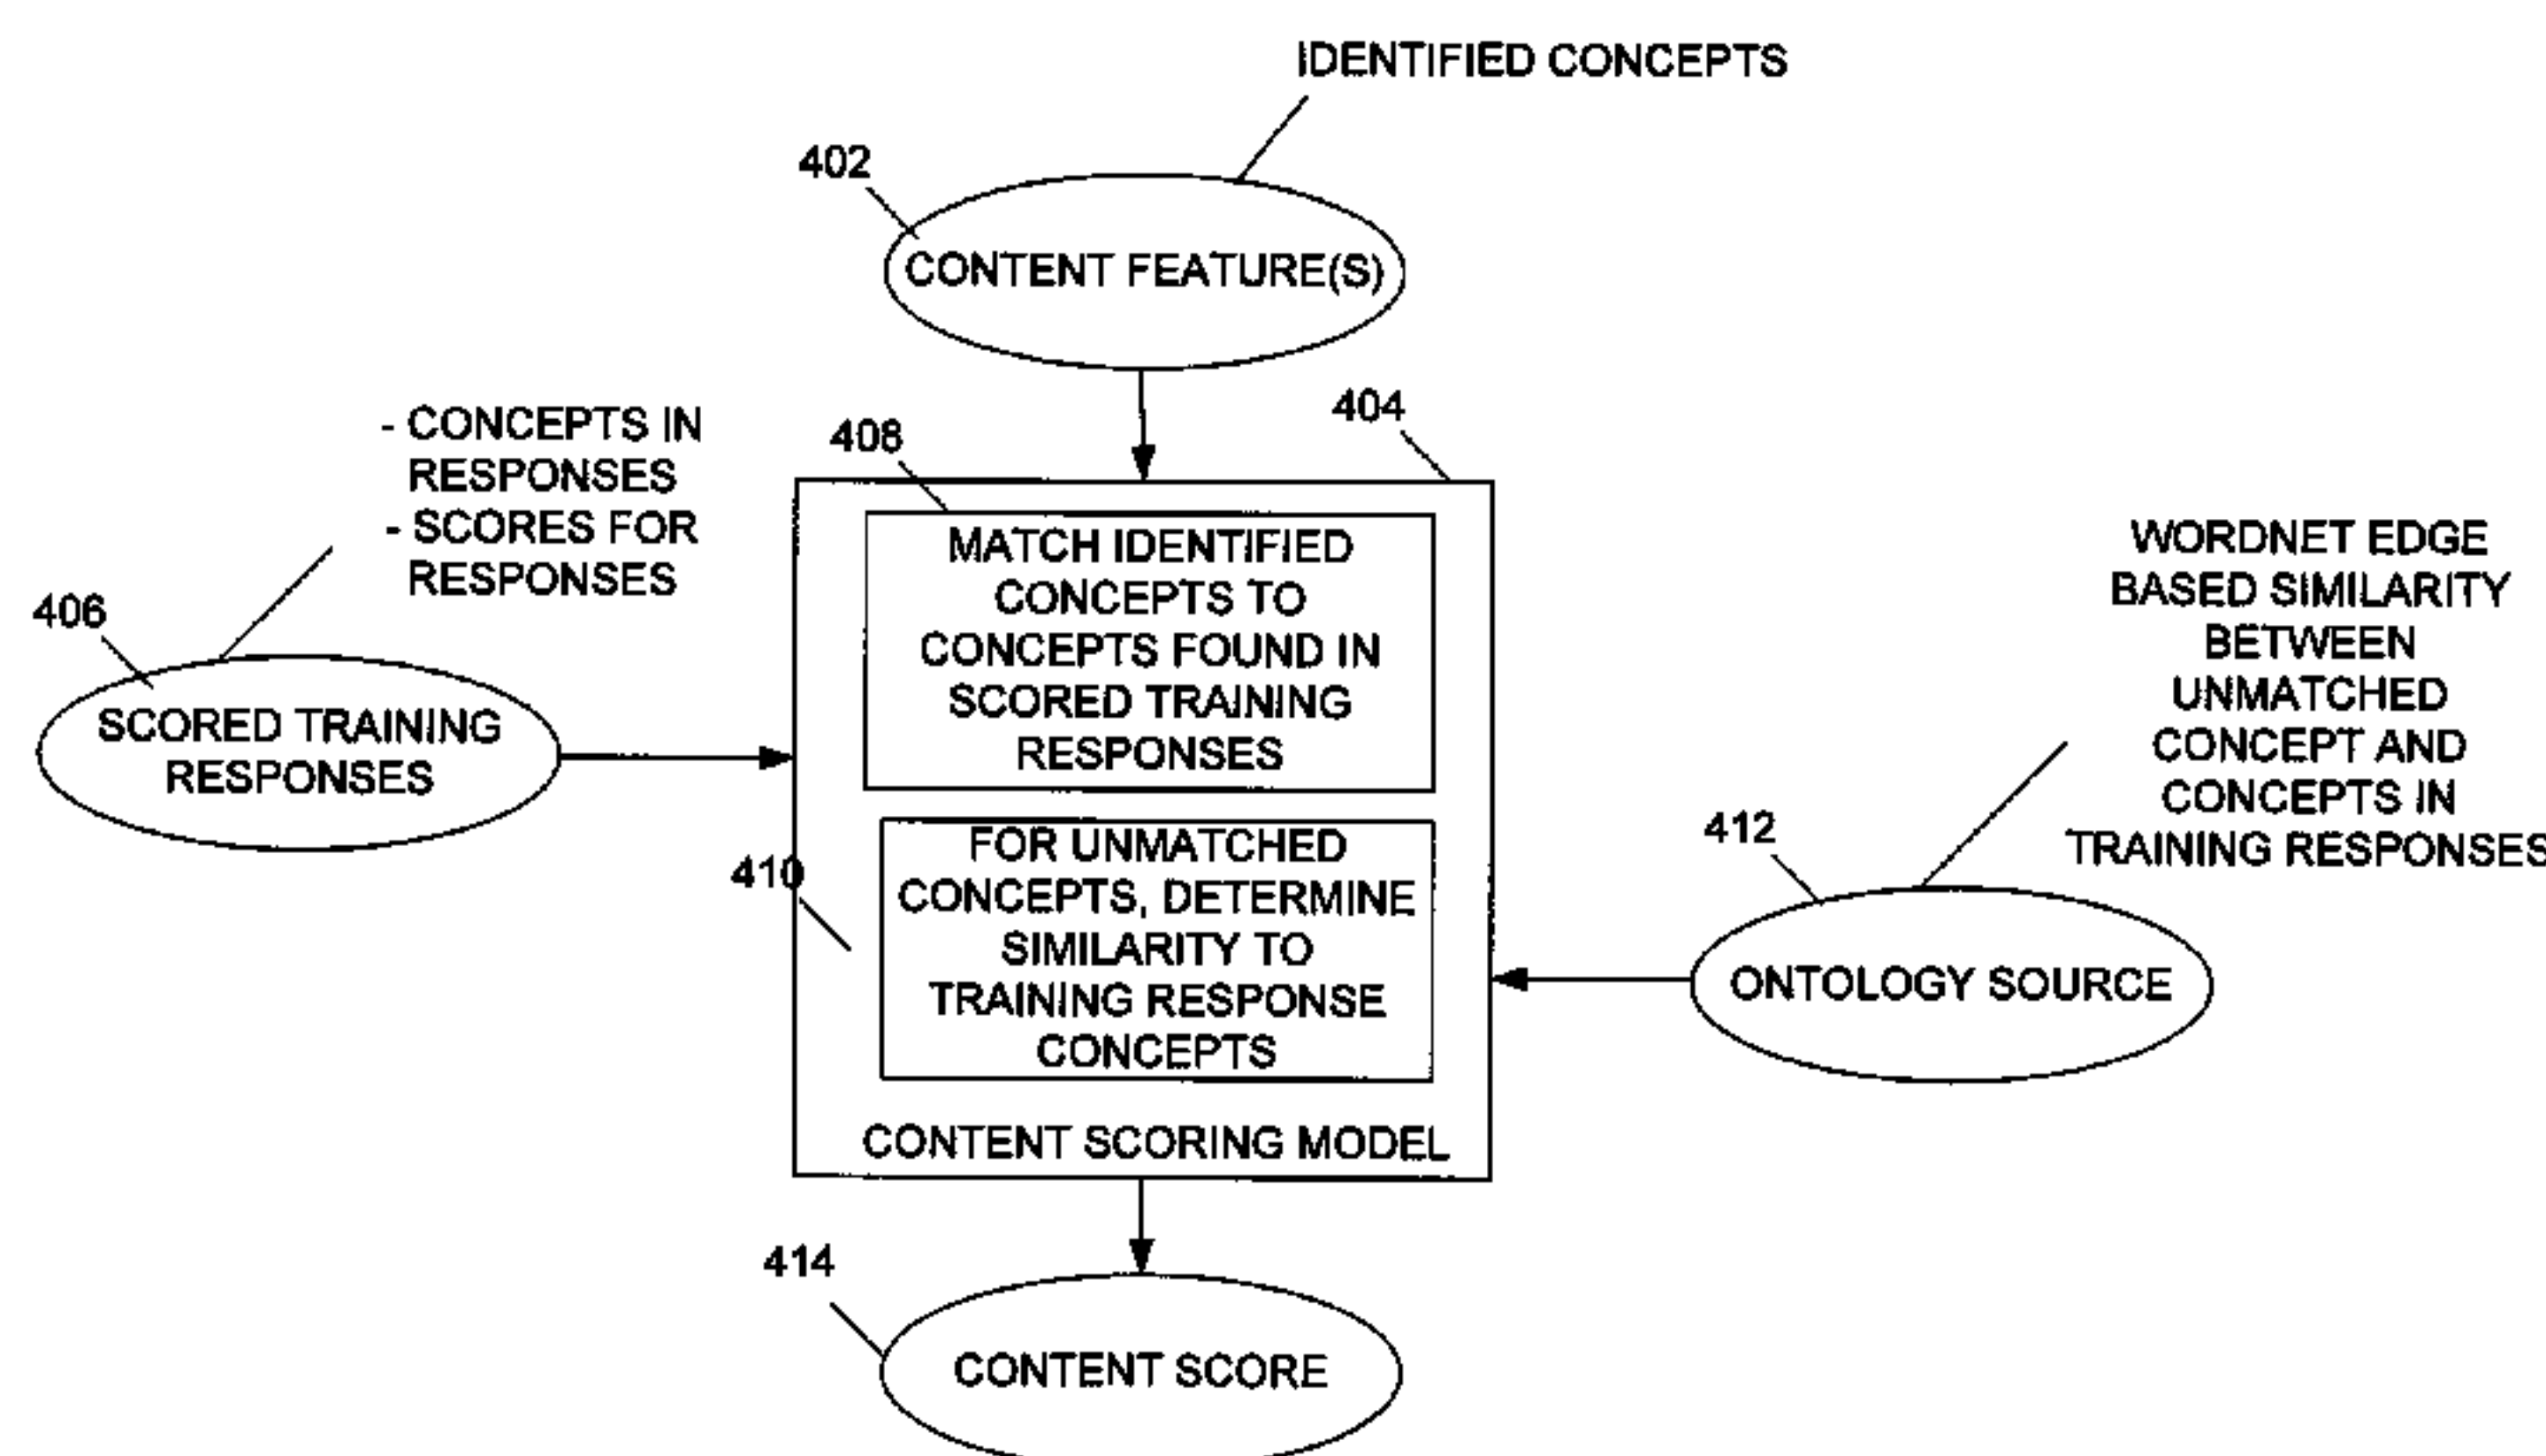 IDENTIFIED CONCEPTS
402
CONTENT FEATURE(S)
- CONCEPTS IN
RESPONSES
- SCORES FOR
RESPONSES
406
SCORED TRAINING
RESPONSES
408
404
MATCH IDENTIFIED
CONCEPTS TO
CONCEPTS FOUND IN
SCORED TRAINING
RESPONSES
410
FOR UNMATCHED
CONCEPTS, DETERMINE
SIMILARITY TO
TRAINING RESPONSE
CONCEPTS
CONTENT SCORING MODEL
WORDNET EDGE
BASED SIMILARITY
BETWEEN
UNMATCHED
CONCEPT AND
CONCEPTS IN
TRAINING RESPONSES
412
ONTOLOGY SOURCE
414
CONTENT SCORE